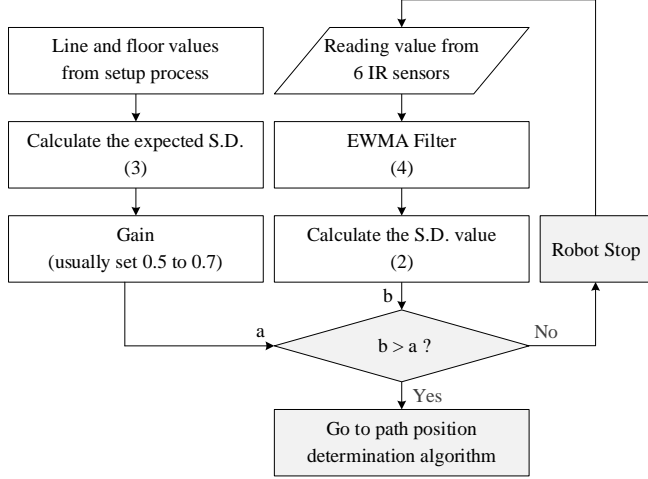 Line and floor values
from setup process
Reading value from
6 IR sensors
Calculate the expected S.D.
(3)
EWMA Filter
(4)
Gain
(usually set 0.5 to 0.7)
Calculate the S.D. value
(2)
Robot Stop
b
a
b > a ?
No
Yes
Go to path position
determination algorithm